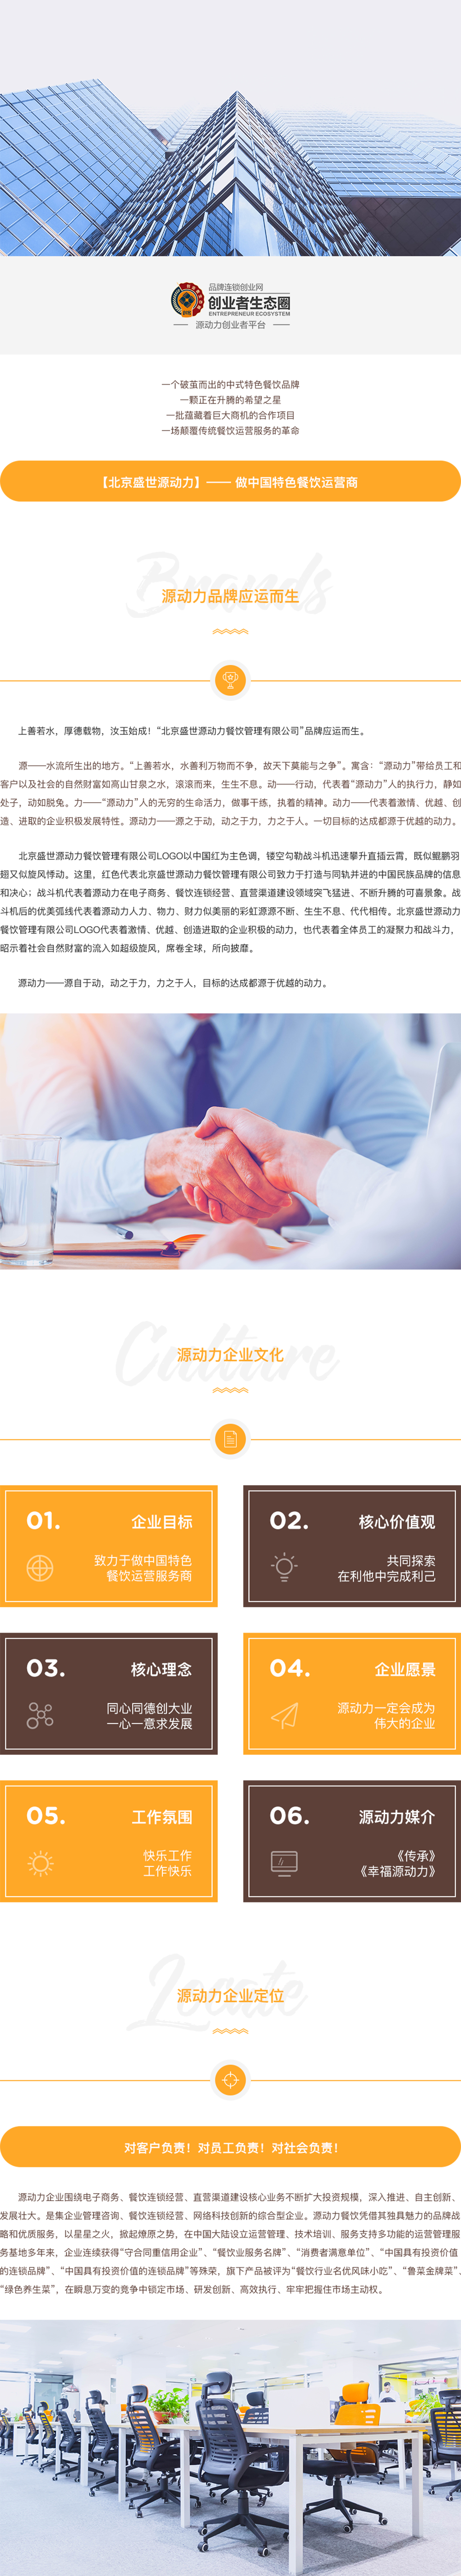 品牌连锁创业网
创业者生态圈
ENTREPRENEUR ECOSYSTEM
源动力创业者平台
一个破茧而出的中式特色餐饮品牌
一颗正在升腾的希望之星
一批蕴藏着巨大商机的合作项目
一场颠覆传统餐饮运营服务的革命
【北京盛世源动力】—— 做中国特色餐饮运营商
Brands
源动力品牌应运而生
上善若水，厚德载物，汝玉始成！“北京盛世源动力餐饮管理有限公司”品牌应运而生。
源——水流所生出的地方。“上善若水，水善利万物而不争，故天下莫能与之争”。寓含：“源动力”带给员工和
客户以及社会的自然财富如高山甘泉之水，滚滚而来，生生不息。动——行动，代表着“源动力”人的执行力，静如
处子，动如脱兔。力——“源动力”人的无穷的生命活力，做事干练，执着的精神。动力——代表着激情、优越、创
造、进取的企业积极发展特性。源动力——源之于动，动之于力，力之于人。一切目标的达成都源于优越的动力。
北京盛世源动力餐饮管理有限公司LOGO以中国红为主色调，镂空勾勒战斗机迅速攀升直插云霄，既似鲲鹏羽
翅又似旋风悸动。这里，红色代表北京盛世源动力餐饮管理有限公司致力于打造与同轨并进的中国民族品牌的信息
和决心；战斗机代表着源动力在电子商务、餐饮连锁经营、直营渠道建设领域突飞猛进、不断升腾的可喜景象。战
斗机后的优美弧线代表着源动力人力、物力、财力似美丽的彩虹源源不断、生生不息、代代相传。北京盛世源动力
餐饮管理有限公司LOGO代表着激情、优越、创造进取的企业积极的动力，也代表着全体员工的凝聚力和战斗力，
昭示着社会自然财富的流入如超级旋风，席卷全球，所向披靡。
源动力——源自于动，动之于力，力之于人，目标的达成都源于优越的动力。
Culture
源动力企业文化
01.
企业目标
致力于做中国特色
餐饮运营服务商
02.
核心价值观
共同探索
在利他中完成利己
03.
核心理念
同心同德创大业
一心一意求发展
04.
企业愿景
源动力一定会成为
伟大的企业
05.
工作氛围
快乐工作
工作快乐
06.
源动力媒介
《传承》
《幸福源动力》
Locate
源动力企业定位
对客户负责！对员工负责！对社会负责！
源动力企业围绕电子商务、餐饮连锁经营、直营渠道建设核心业务不断扩大投资规模，深入推进、自主创新、
发展壮大。是集企业管理咨询、餐饮连锁经营、网络科技创新的综合型企业。源动力餐饮凭借其独具魅力的品牌战
略和优质服务，以星星之火，掀起燎原之势，在中国大陆设立运营管理、技术培训、服务支持多功能的运营管理服
务基地多年来，企业连续获得“守合同重信用企业”、“餐饮业服务名牌”、“消费者满意单位”、“中国具有投资价值
的连锁品牌”、“中国具有投资价值的连锁品牌”等殊荣，旗下产品被评为“餐饮行业名优风味小吃”、“鲁菜金牌菜”、
“绿色养生菜”，在瞬息万变的竞争中锁定市场、研发创新、高效执行、牢牢把握住市场主动权。